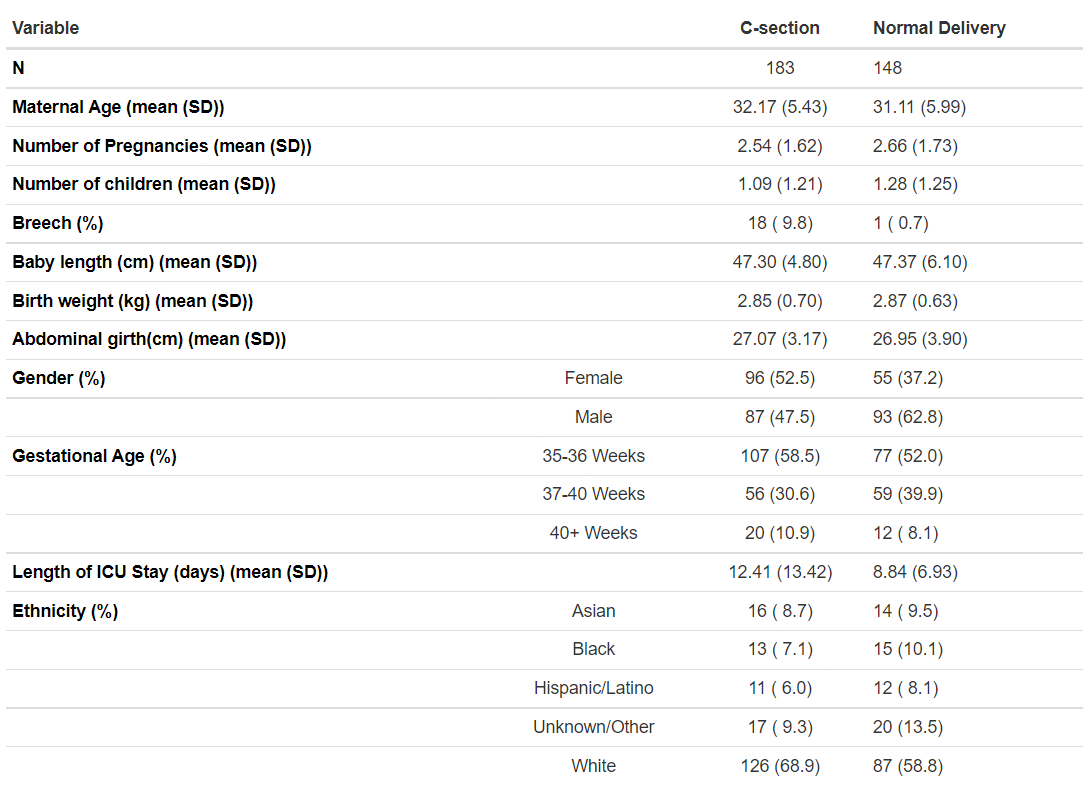 Variable C-section Normal Delivery
N 183 148
Maternal Age (mean (SD)) 32.17 (5.43) 31.11 (5.99)
Number of Pregnancies (mean (SD)) 2.54 (1.62) 2.66 (1.73)
Number of children (mean (SD)) 1.09 (1.21) 1.28 (1.25)
Breech (%) 18 ( 9.8) 1 ( 0.7)
Baby length (cm) (mean (SD)) 47.30 (4.80) 47.37 (6.10)
Birth weight (kg) (mean (SD)) 2.85 (0.70) 2.87 (0.63)
Abdominal girth(cm) (mean (SD)) 27.07 (3.17) 26.95 (3.90)
Gender (%) Female 96 (52.5) 55 (37.2)
Male 87 (47.5) 93 (62.8)
Gestational Age (%) 35-36 Weeks 107 (58.5) 77 (52.0)
37-40 Weeks 56 (30.6) 59 (39.9)
40+ Weeks 20 (10.9) 12 ( 8.1)
Length of ICU Stay (days) (mean (SD)) 12.41 (13.42) 8.84 (6.93)
Ethnicity (%) Asian 16 ( 8.7) 14 ( 9.5)
Black 13 ( 7.1) 15 (10.1)
Hispanic/Latino 11 ( 6.0) 12 ( 8.1)
Unknown/Other 17 ( 9.3) 20 (13.5)
White 126 (68.9) 87 (58.8)